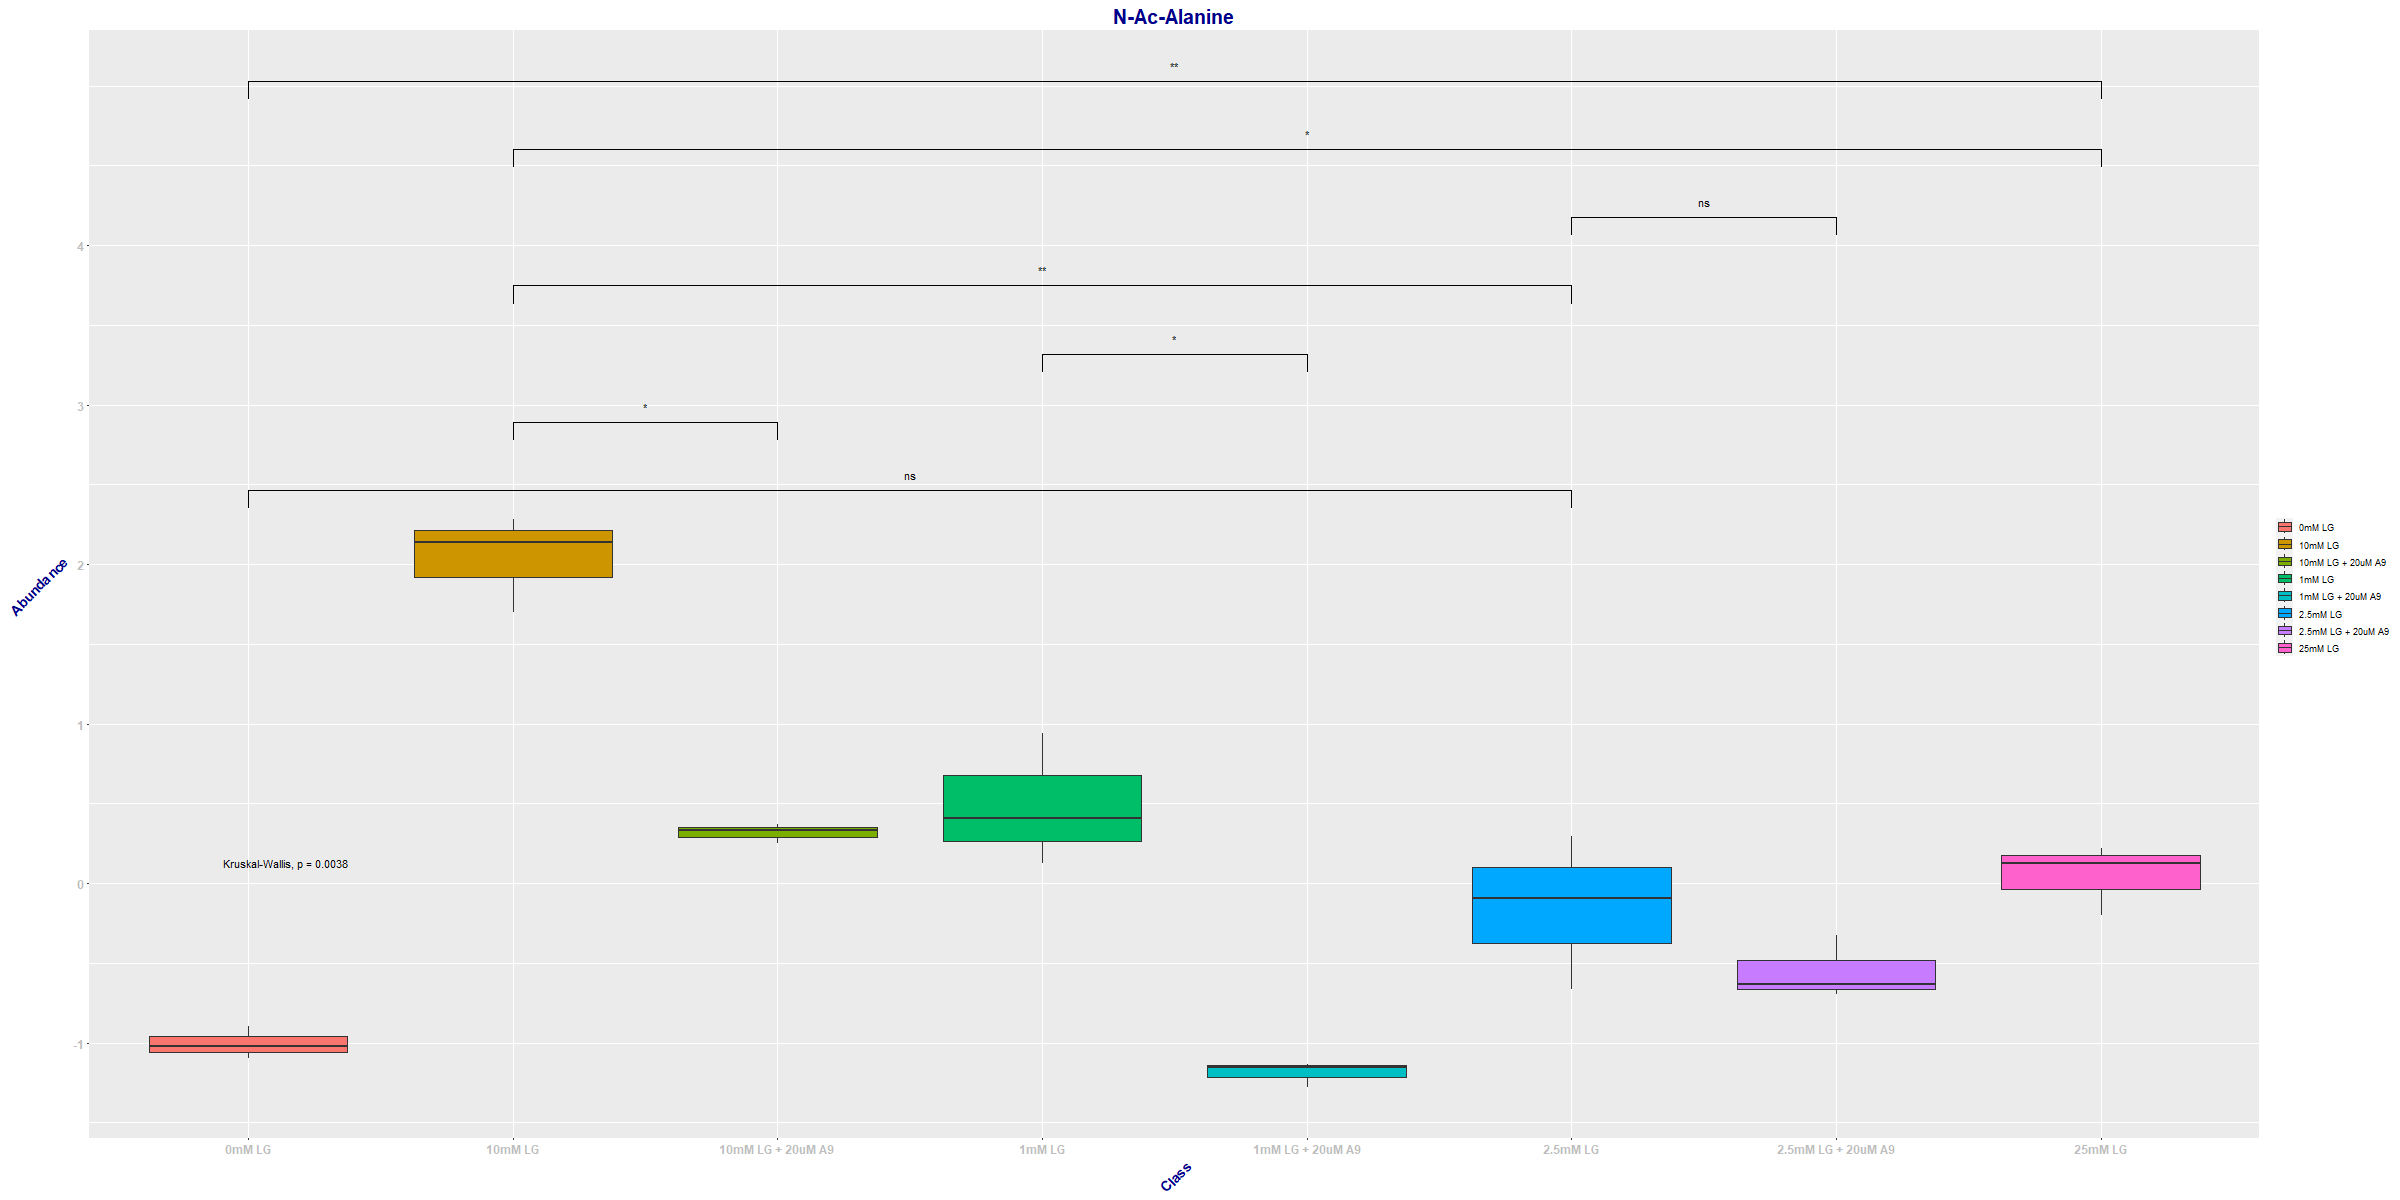 N-Ac-Alanine
**
*
ns
**
*
*
ns
Kruskal-Wallis, p = 0.0038
4
3
2
1
0
-1
Abundance
0mM LG
10mM LG
10mM LG + 20uM A9
1mM LG
1mM LG + 20uM A9
2.5mM LG
2.5mM LG + 20uM A9
25mM LG
Class
0mM LG
10mM LG
10mM LG + 20uM A9
1mM LG
1mM LG + 20uM A9
2.5mM LG
2.5mM LG + 20uM A9
25mM LG